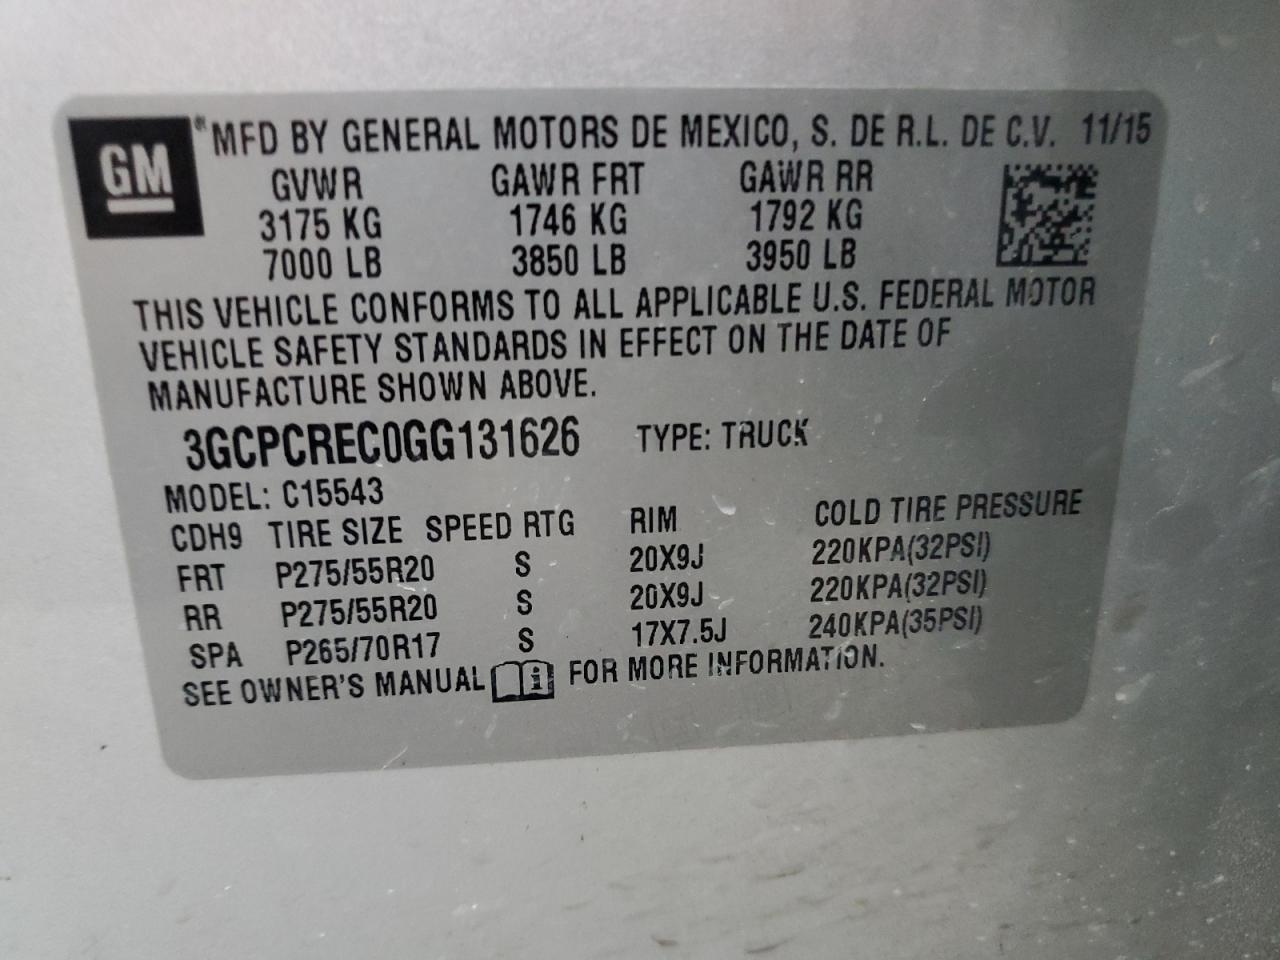 GM ® MFD BY GENERAL MOTORS DE MEXICO, S. DE R.L. DE C.V. 11/15
GVWR GAWR FRT GAWR RR
3175 KG 1746 KG 1792 KG
7000 LB 3850 LB 3950 LB
THIS VEHICLE CONFORMS TO ALL APPLICABLE U.S. FEDERAL MOTOR
VEHICLE SAFETY STANDARDS IN EFFECT ON THE DATE OF
MANUFACTURE SHOWN ABOVE.
3GCPCREC0GG131626 TYPE: TRUCK
MODEL: C15543
CDH9 TIRE SIZE SPEED RTG RIM COLD TIRE PRESSURE
FRT P275/55R20 S 20X9J 220KPA(32PSI)
RR P275/55R20 S 20X9J 220KPA(32PSI)
SPA P265/70R17 S 17X7.5J 240KPA(35PSI)
SEE OWNER'S MANUAL i FOR MORE INFORMATION.